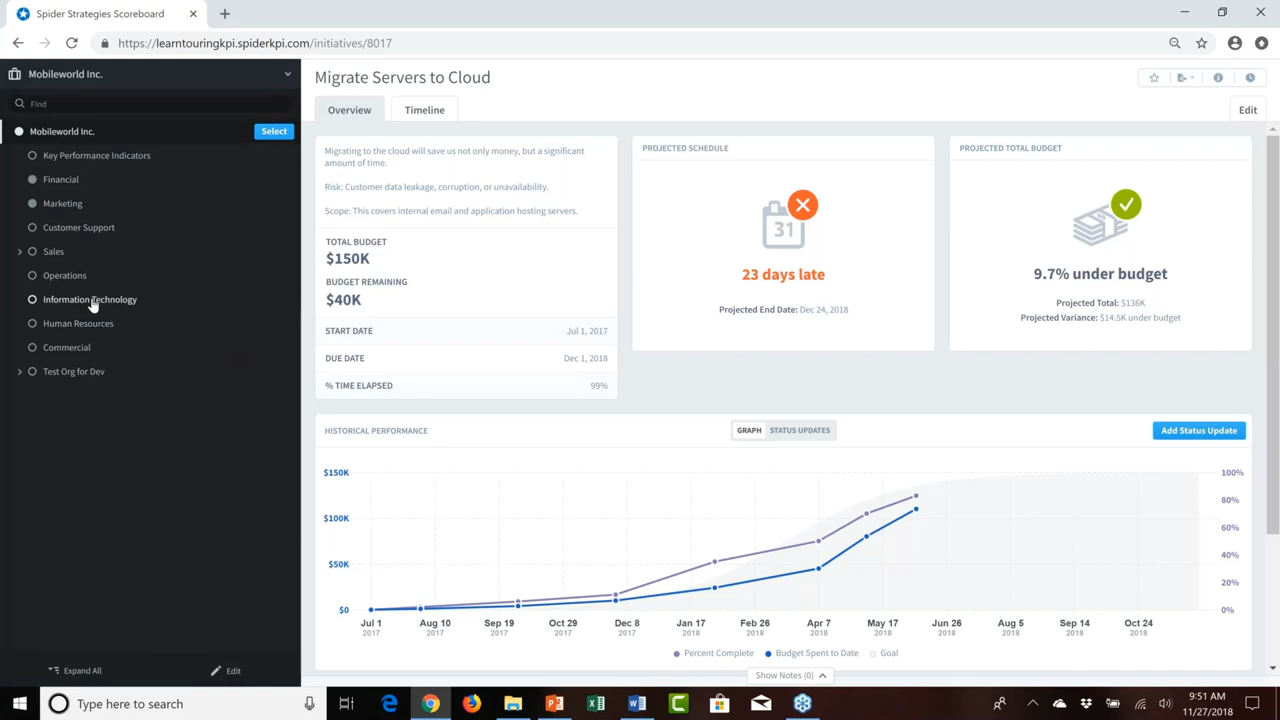 Spider Strategies Scoreboard
https://learntouringkpi.spiderkpi.com/initiatives/8017
Mobileworld Inc.
Find
Mobileworld Inc.
Select
Key Performance Indicators
Financial
Marketing
Customer Support
Sales
Operations
Information Technology
Human Resources
Commercial
Test Org for Dev
Expand All
Edit
Migrate Servers to Cloud
Overview
Timeline
Edit
Migrating to the cloud will save us not only money, but a significant
amount of time.
Risk: Customer data leakage, corruption, or unavailability.
Scope: This covers internal email and application hosting servers.
TOTAL BUDGET
$150K
BUDGET REMAINING
$40K
START DATE Jul 1, 2017
DUE DATE Dec 1, 2018
% TIME ELAPSED 99%
PROJECTED SCHEDULE
31
23 days late
Projected End Date: Dec 24, 2018
PROJECTED TOTAL BUDGET
9.7% under budget
Projected Total: $136K
Projected Variance: $14.5K under budget
HISTORICAL PERFORMANCE
GRAPH STATUS UPDATES
Add Status Update
$150K
$100K
$50K
$0
100%
80%
60%
40%
20%
0%
Jul 1 Aug 10 Sep 19 Oct 29 Dec 8 Jan 17 Feb 26 Apr 7 May 17 Jun 26 Aug 5 Sep 14 Oct 24
2017 2017 2017 2017 2017 2018 2018 2018 2018 2018 2018 2018 2018
Percent Complete Budget Spent to Date Goal
Show Notes (0)
Type here to search
9:51 AM
11/27/2018